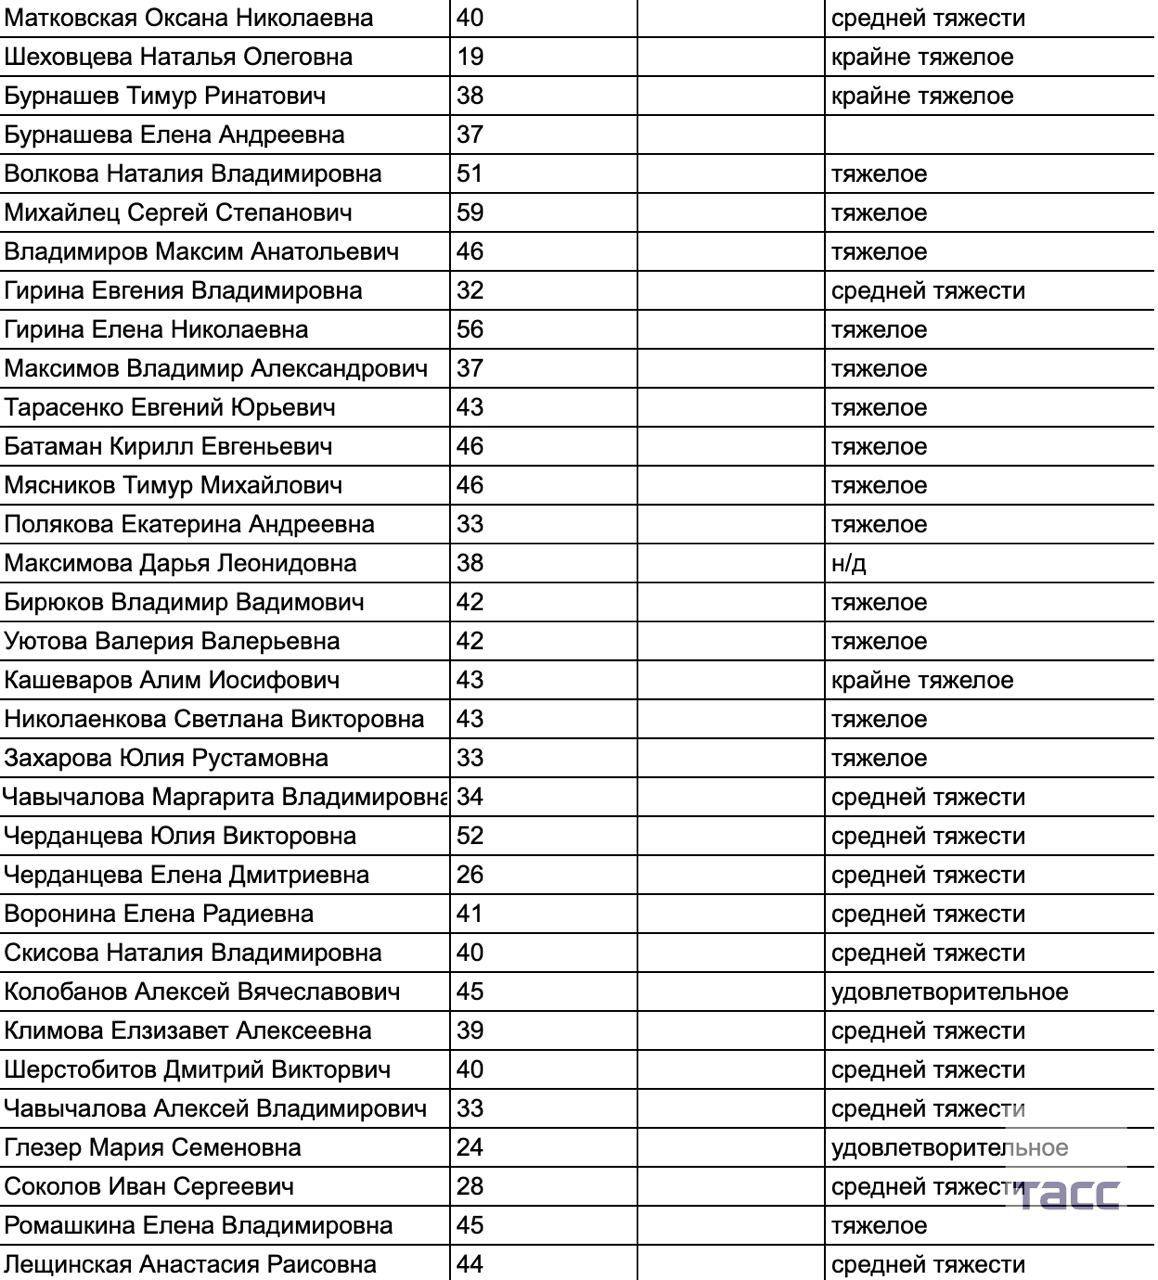 Матковская Оксана Николаевна 40 средней тяжести
Шеховцева Наталья Олеговна 19 крайне тяжелое
Бурнашев Тимур Ринатович 38 крайне тяжелое
Бурнашева Елена Андреевна 37
Волкова Наталия Владимировна 51 тяжелое
Михайлец Сергей Степанович 59 тяжелое
Владимиров Максим Анатольевич 46 тяжелое
Гирина Евгения Владимировна 32 средней тяжести
Гирина Елена Николаевна 56 тяжелое
Максимов Владимир Александрович 37 тяжелое
Тарасенко Евгений Юрьевич 43 тяжелое
Батаман Кирилл Евгеньевич 46 тяжелое
Мясников Тимур Михайлович 46 тяжелое
Полякова Екатерина Андреевна 33 тяжелое
Максимова Дарья Леонидовна 38 н/д
Бирюков Владимир Вадимович 42 тяжелое
Уютова Валерия Валерьевна 42 тяжелое
Кашеваров Алим Иосифович 43 крайне тяжелое
Николаенкова Светлана Викторовна 43 тяжелое
Захарова Юлия Рустамовна 33 тяжелое
Чавычалова Маргарита Владимировна 34 средней тяжести
Черданцева Юлия Викторовна 52 средней тяжести
Черданцева Елена Дмитриевна 26 средней тяжести
Воронина Елена Радиевна 41 средней тяжести
Скисова Наталия Владимировна 40 средней тяжести
Колобанов Алексей Вячеславович 45 удовлетворительное
Климова Елзизавет Алексеевна 39 средней тяжести
Шерстобитов Дмитрий Викторвич 40 средней тяжести
Чавычалова Алексей Владимирович 33 средней тяжести
Глезер Мария Семеновна 24 удовлетворительное
Соколов Иван Сергеевич 28 средней тяжести
тасс
Ромашкина Елена Владимировна 45 тяжелое
Лещинская Анастасия Раисовна 44 средней тяжести